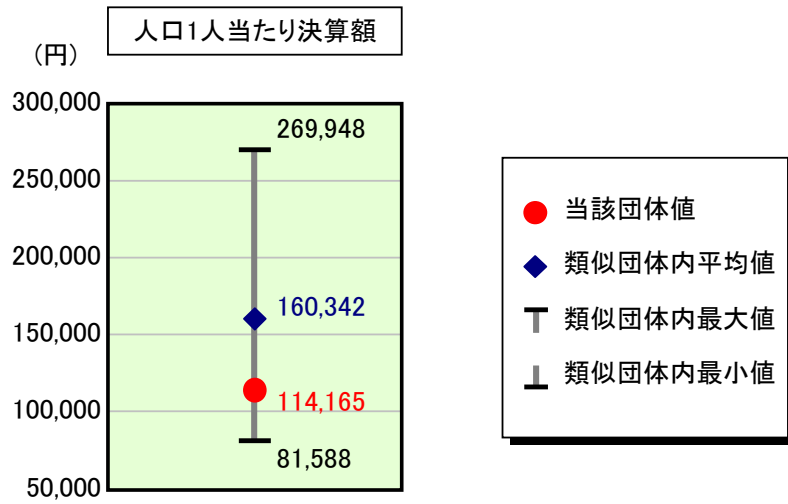 人口1人当たり決算額
(円)
300,000
269,948
250,000
200,000
160,342
150,000
114,165
100,000
81,588
50,000
当該団体値
類似団体内平均値
類似団体内最大値
類似団体内最小値